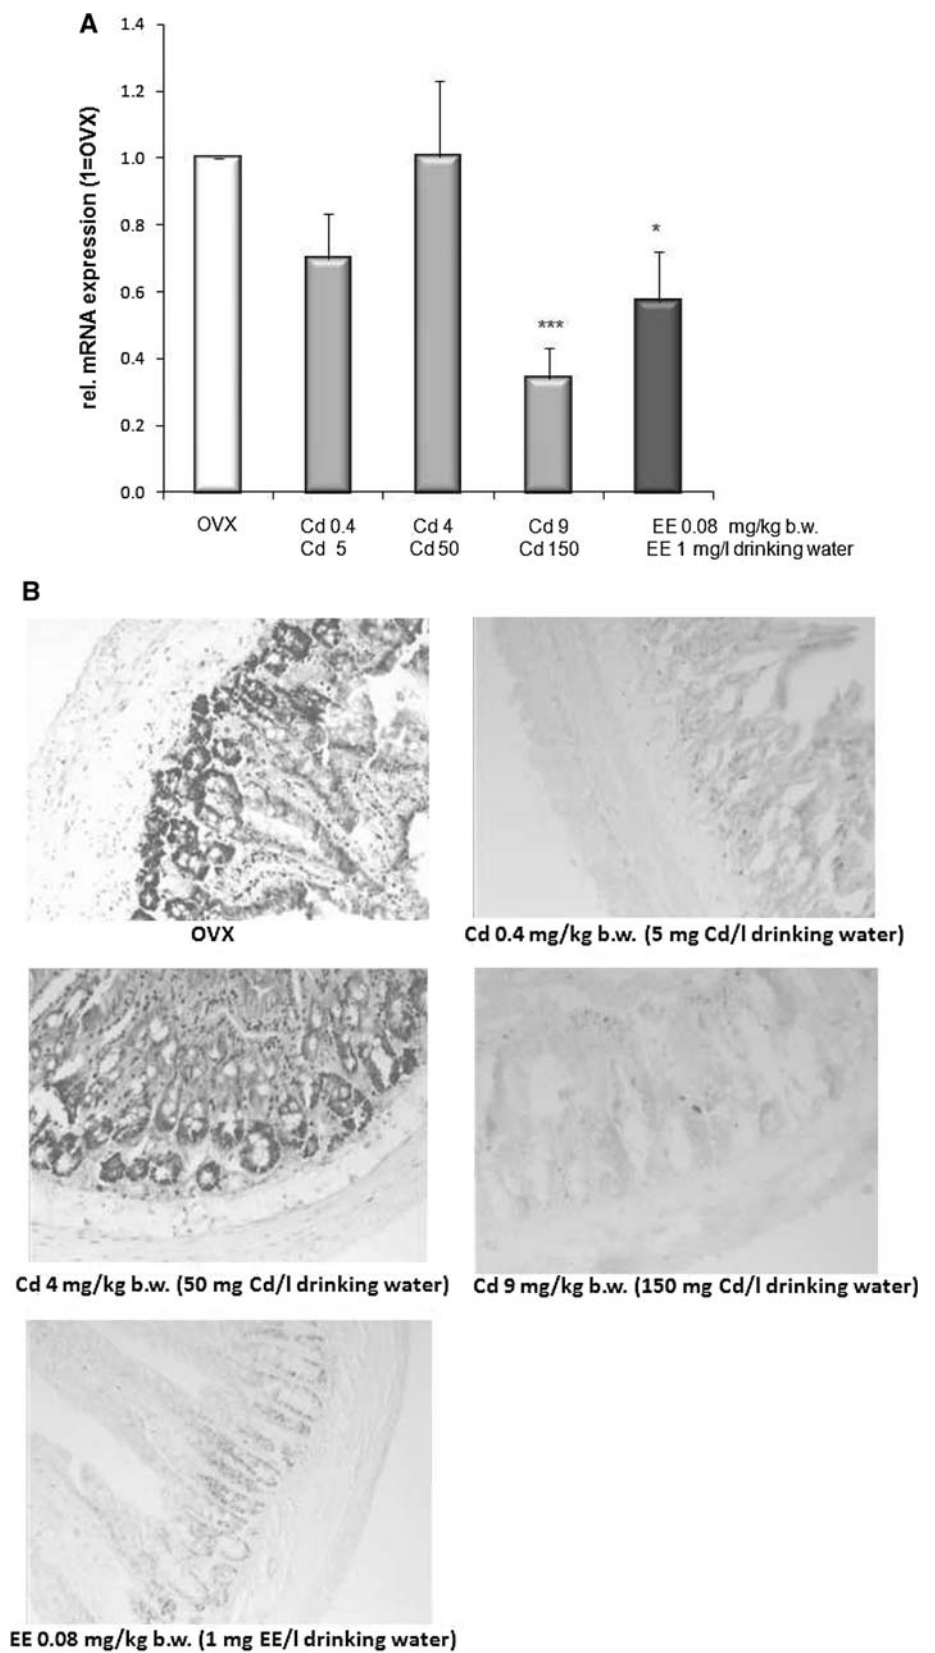 A
rel. mRNA expression (1=OVX)
1.4
1.2
1.0
0.8
0.6
0.4
0.2
0.0
***
*
OVX
Cd 0.4
Cd 5
Cd 4
Cd 50
Cd 9
Cd 150
EE 0.08 mg/kg b.w.
EE 1 mg/l drinking water
B
OVX
Cd 0.4 mg/kg b.w. (5 mg Cd/l drinking water)
Cd 4 mg/kg b.w. (50 mg Cd/l drinking water)
Cd 9 mg/kg b.w. (150 mg Cd/l drinking water)
EE 0.08 mg/kg b.w. (1 mg EE/l drinking water)